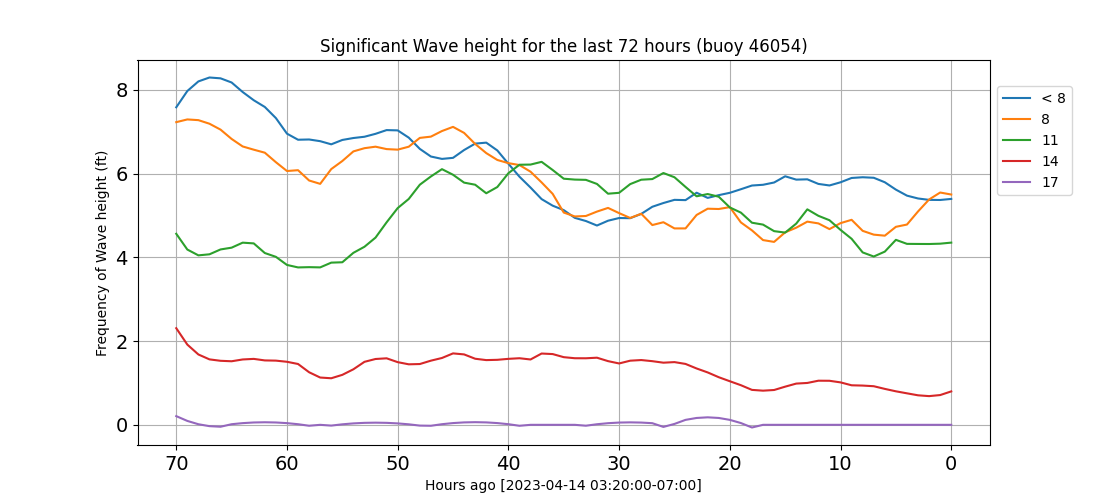 Significant Wave height for the last 72 hours (buoy 46054)
Frequency of Wave height (ft)
8
6
4
2
0
70 60 50 40 30 20 10 0
Hours ago [2023-04-14 03:20:00-07:00]
< 8
8
11
14
17